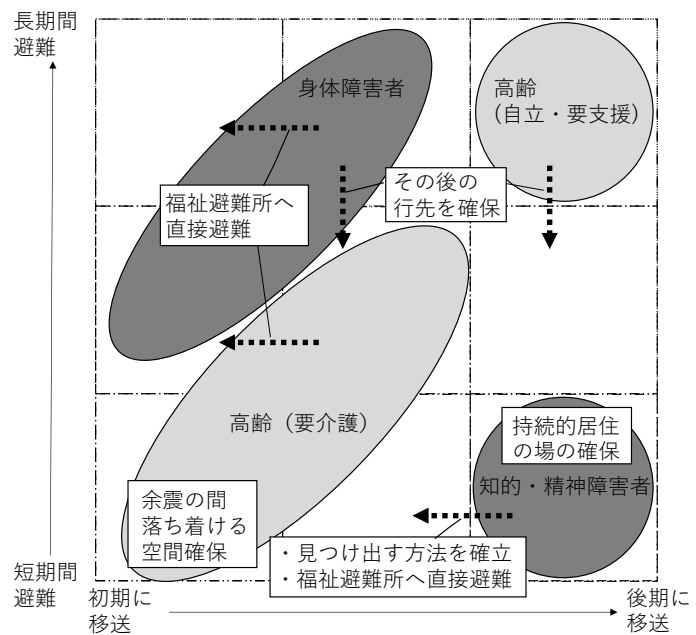 長期間
避難
身体障害者
高齢
（自立・要支援）
福祉避難所へ
直接避難
その後の
行先を確保
高齢（要介護）
持続的居住
の場の確保
知的・精神障害者
余震の間
落ち着ける
空間確保
・見つけ出す方法を確立
・福祉避難所へ直接避難
短期間
避難
初期に
移送
後期に
移送